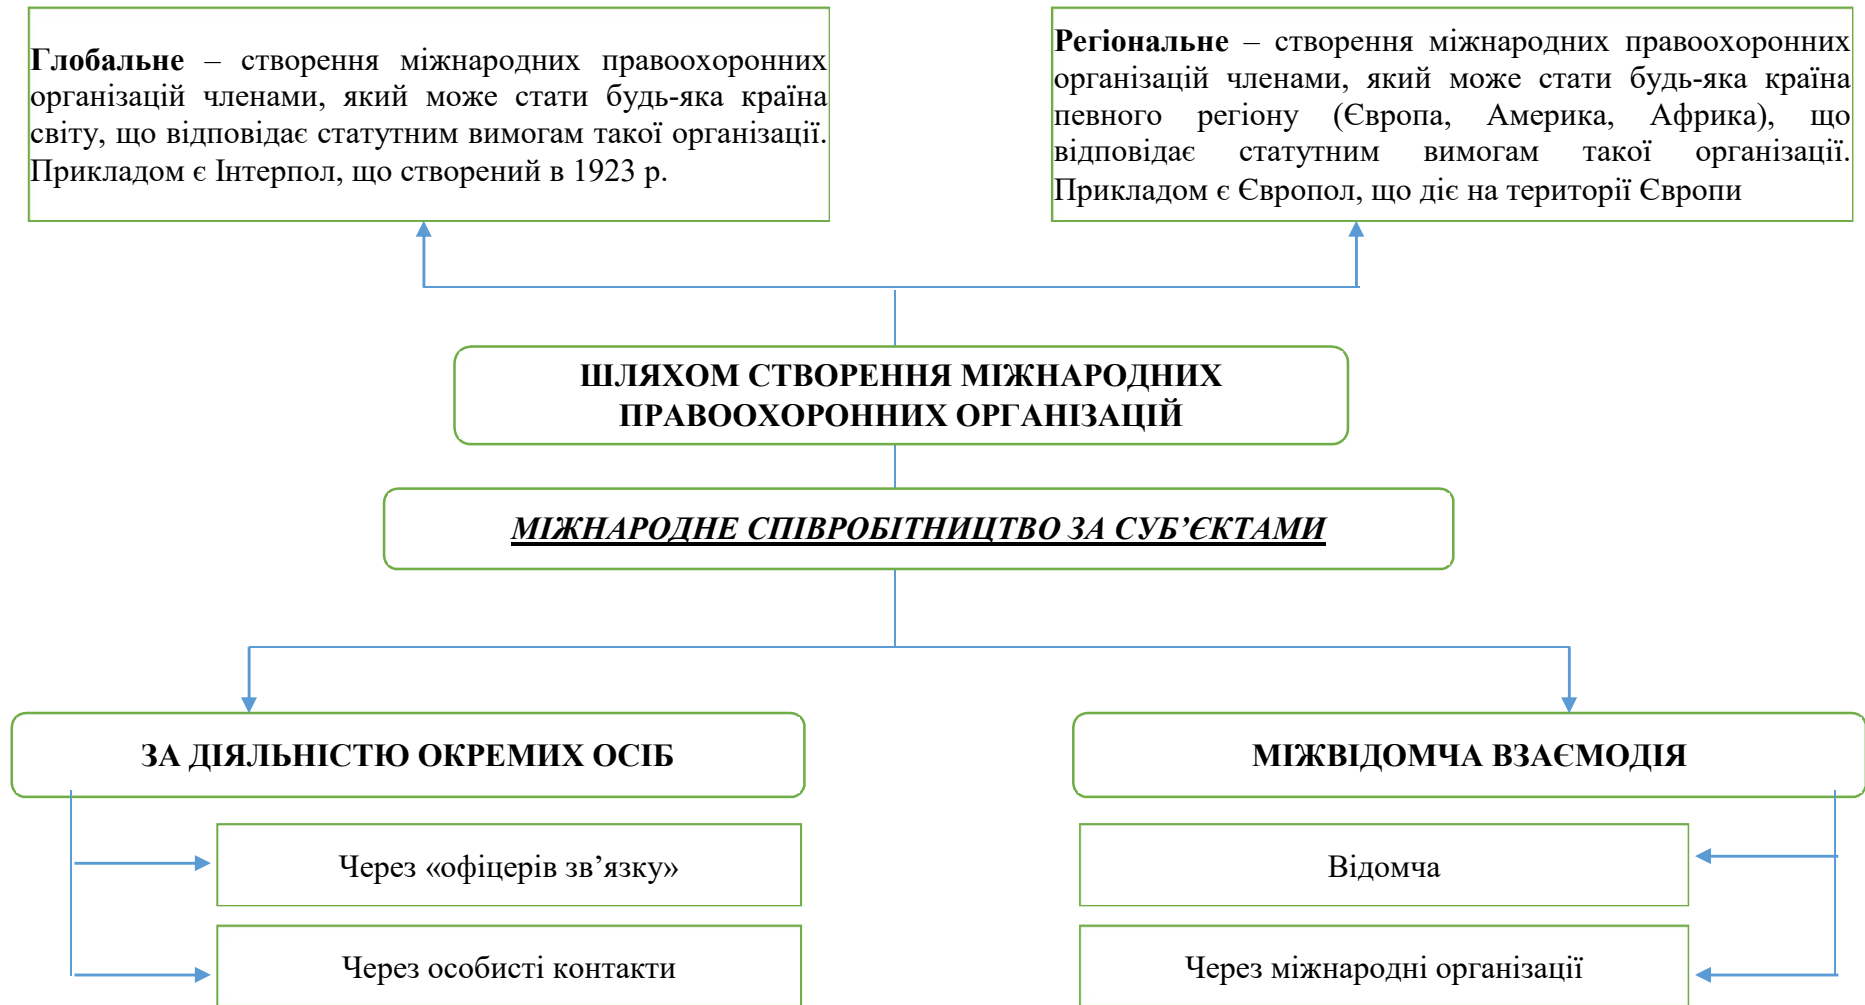 Глобальне – створення міжнародних правоохоронних
організацій членами, який може стати будь-яка країна
світу, що відповідає статутним вимогам такої організації.
Прикладом є Інтерпол, що створений в 1923 р.
Регіональне – створення міжнародних правоохоронних
організацій членами, який може стати будь-яка країна
певного регіону (Європа, Америка, Африка), що
відповідає статутним вимогам такої організації.
Прикладом є Європол, що діє на території Європи
ШЛЯХОМ СТВОРЕННЯ МІЖНАРОДНИХ
ПРАВООХОРОННИХ ОРГАНІЗАЦІЙ
МІЖНАРОДНЕ СПІВРОБІТНИЦТВО ЗА СУБ’ЄКТАМИ
ЗА ДІЯЛЬНІСТЮ ОКРЕМИХ ОСІБ
МІЖВІДОМЧА ВЗАЄМОДІЯ
Через «офіцерів зв’язку»
Відомча
Через особисті контакти
Через міжнародні організації